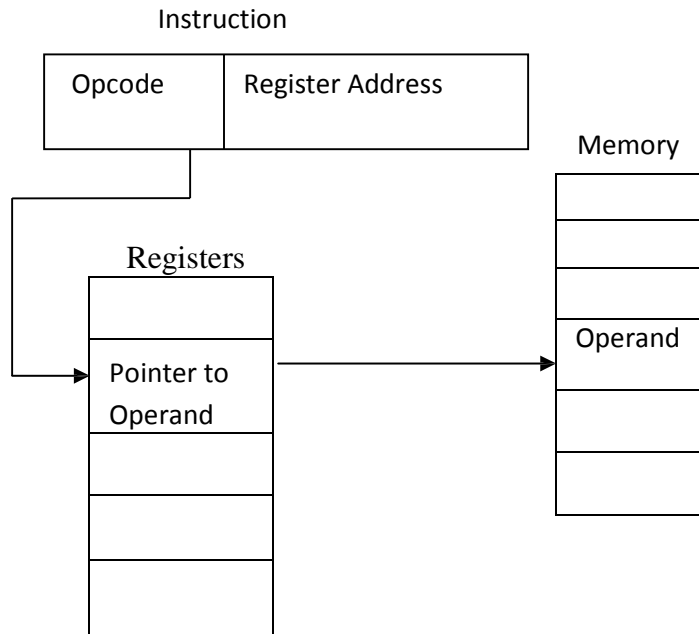 Instruction
Opcode
Register Address
Memory
Registers
Operand
Pointer to
Operand